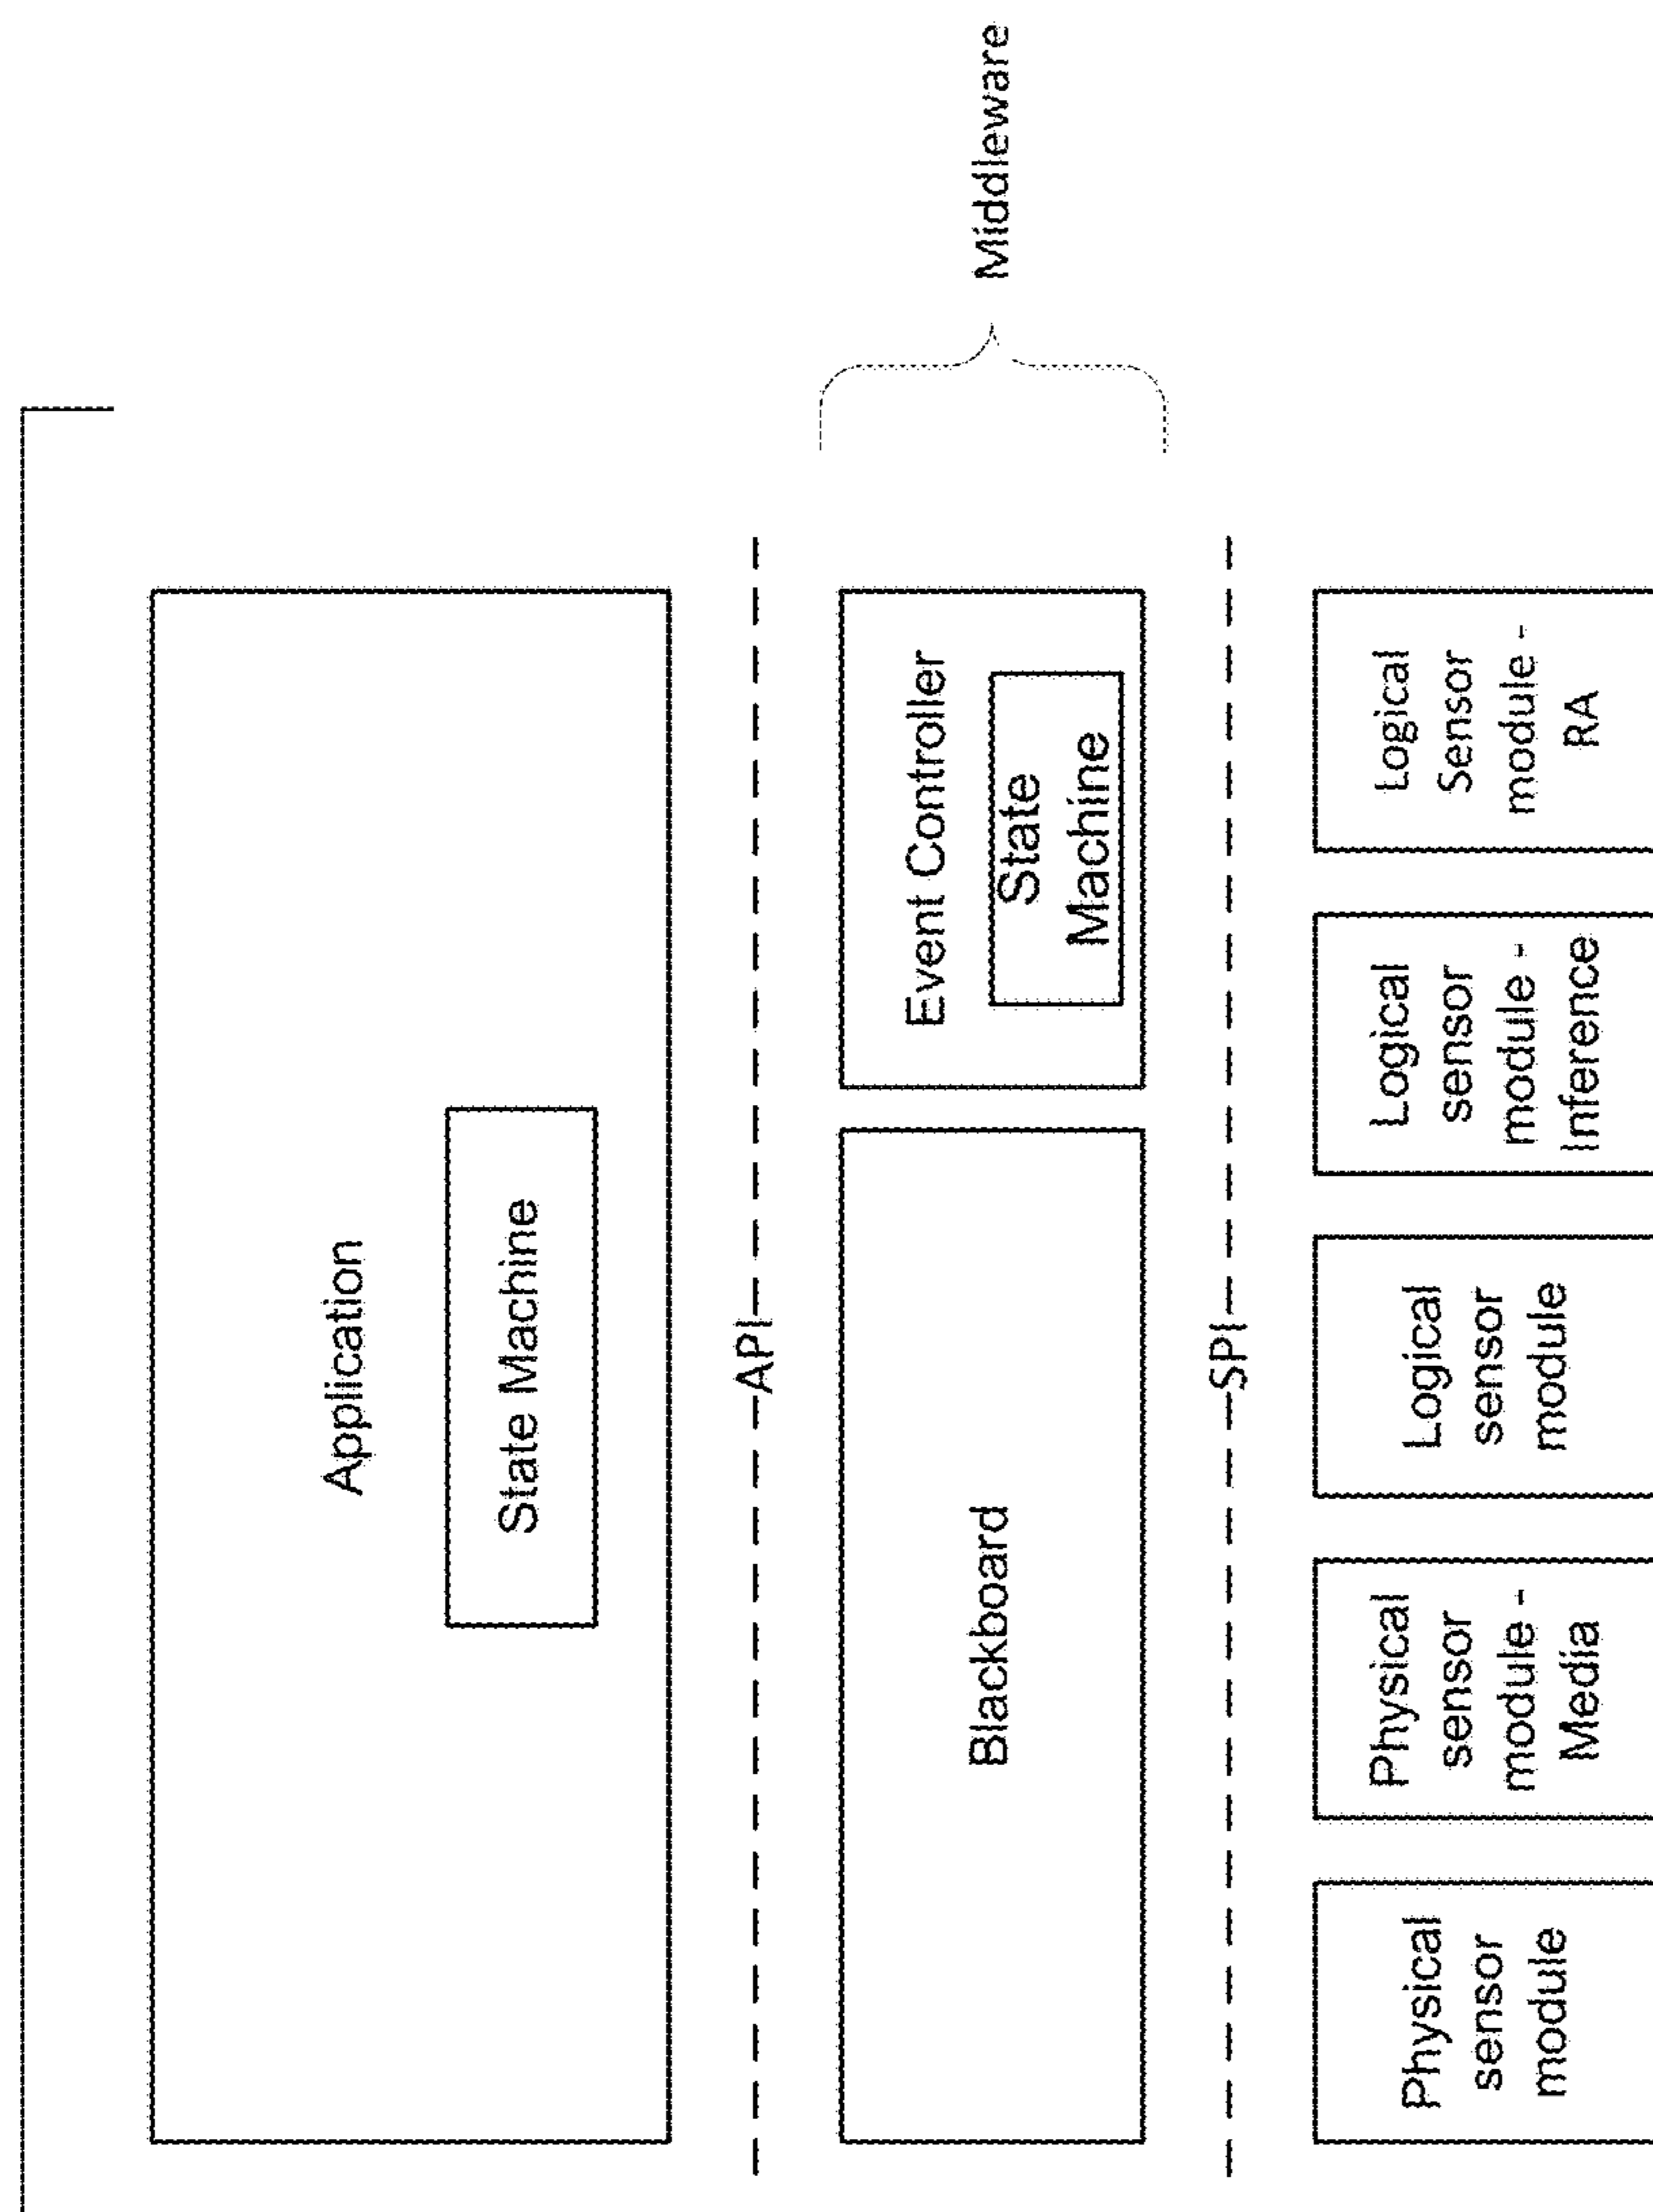 Application
State Machine
API
Blackboard
Event Controller
State
Machine
Middleware
SPI
Physical
sensor
module
Physical
sensor
module -
Media
Logical
sensor
module
Logical
sensor
module -
Inference
Logical
Sensor
module -
RA